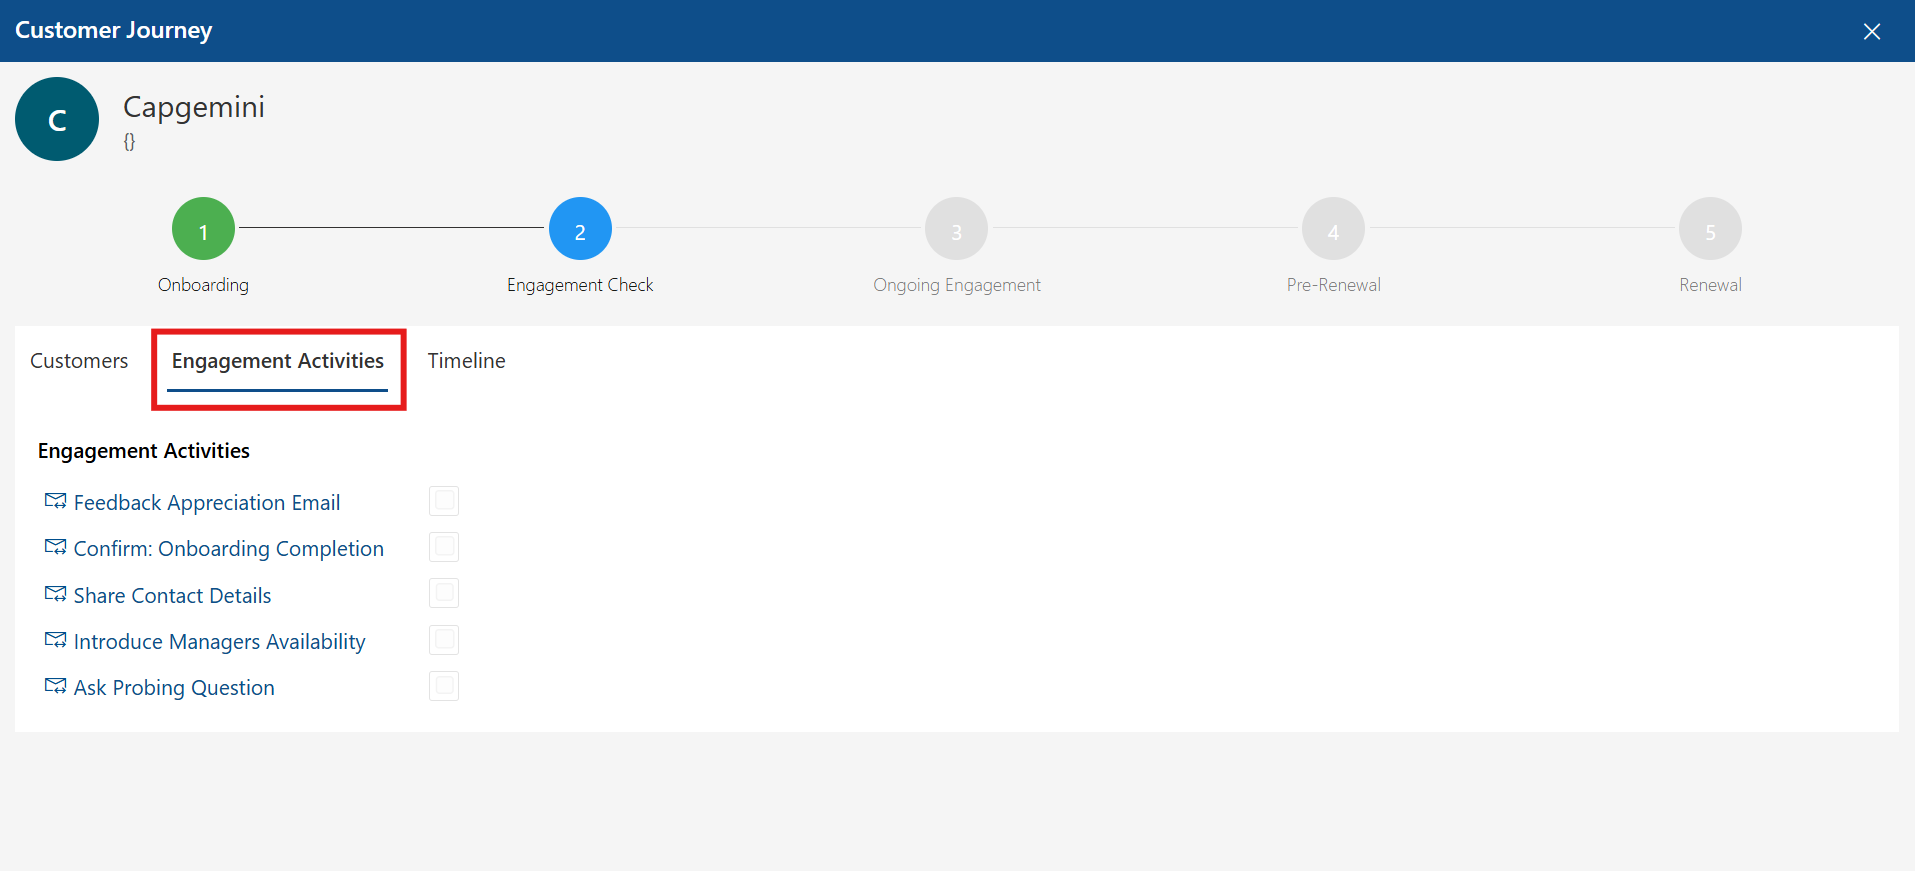 Customer Journey
C
Capgemini
{}
1 2 3 4 5
Onboarding Engagement Check Ongoing Engagement Pre-Renewal Renewal
Customers Engagement Activities Timeline
Engagement Activities
Feedback Appreciation Email
Confirm: Onboarding Completion
Share Contact Details
Introduce Managers Availability
Ask Probing Question